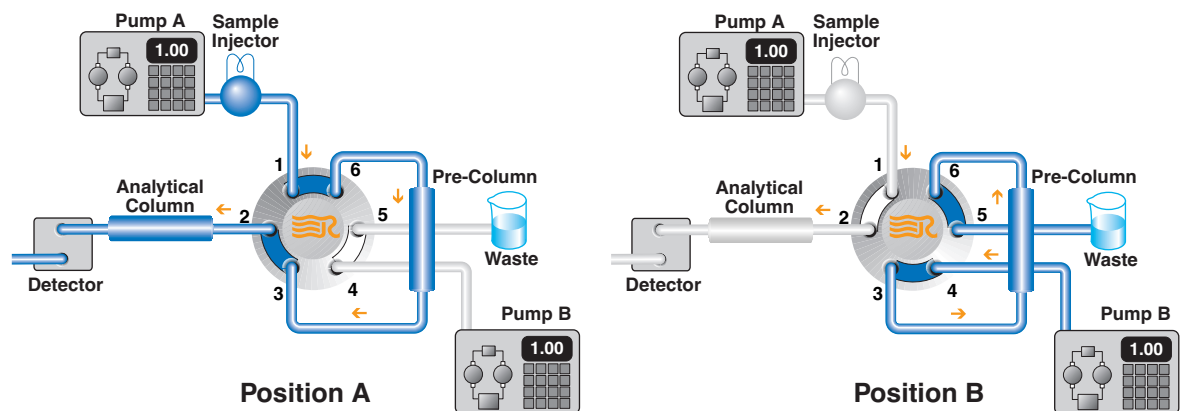 Pump A
Sample
Injector
1.00
1
6
Analytical
Column
Pre-Column
2
5
Waste
Detector
3
4
Pump B
1.00
Position A
Pump A
Sample
Injector
1.00
1
6
Analytical
Column
Pre-Column
2
5
Waste
Detector
3
4
Pump B
1.00
Position B